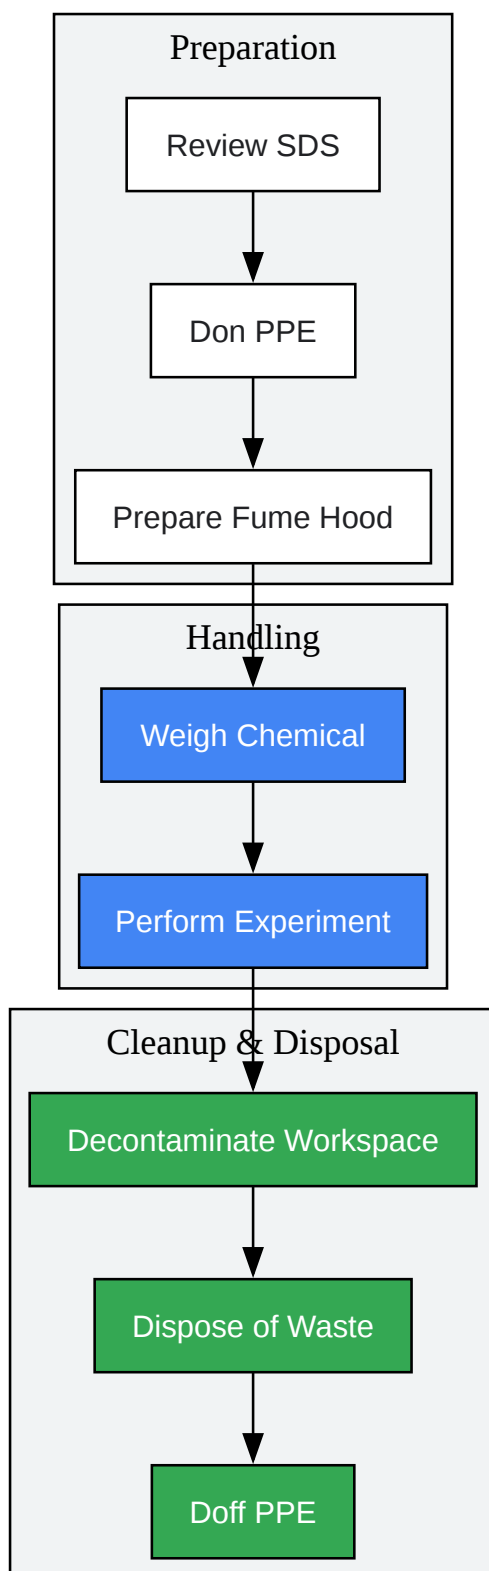 Preparation
Review SDS
Don PPE
Prepare Fume Hood
Handling
Weigh Chemical
Perform Experiment
Cleanup & Disposal
Decontaminate Workspace
Dispose of Waste
Doff PPE